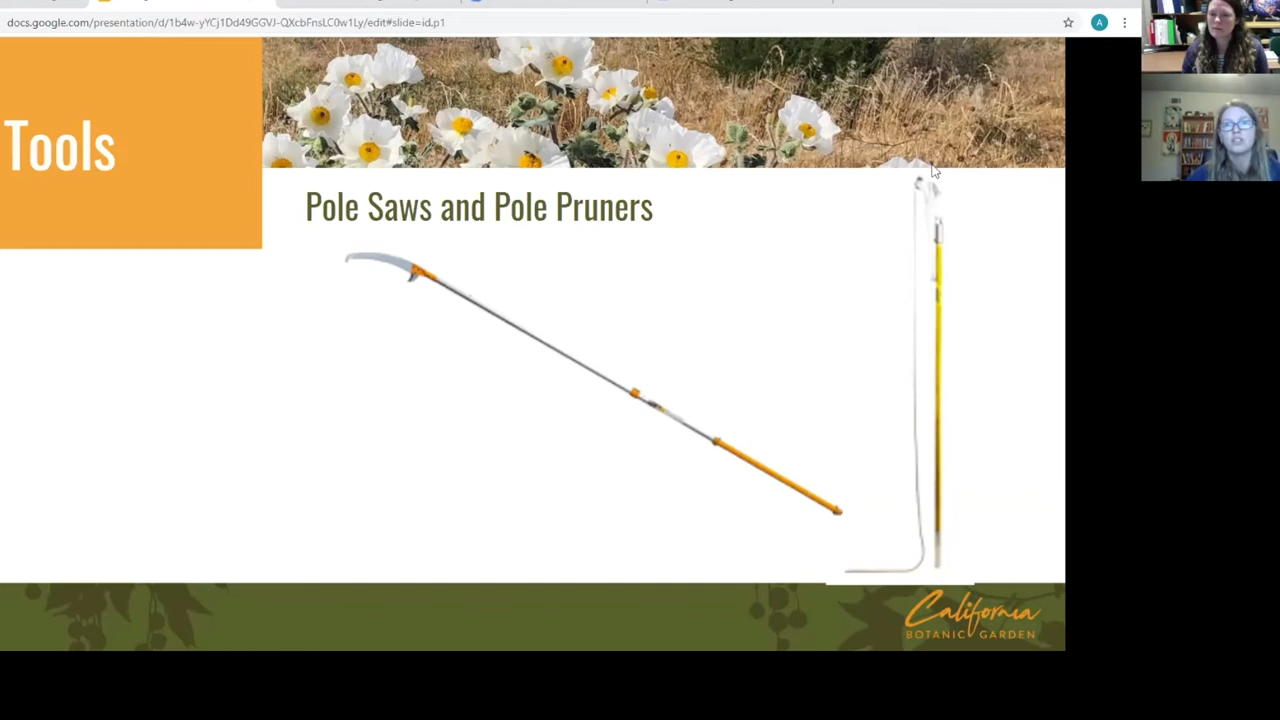 docs.google.com/presentation/d/1b4w-yYCj1Dd49GGVJ-QXcbFnsLC0w1Ly/edit#slide=id.p1
A
Tools
Pole Saws and Pole Pruners
California
BOTANIC GARDEN